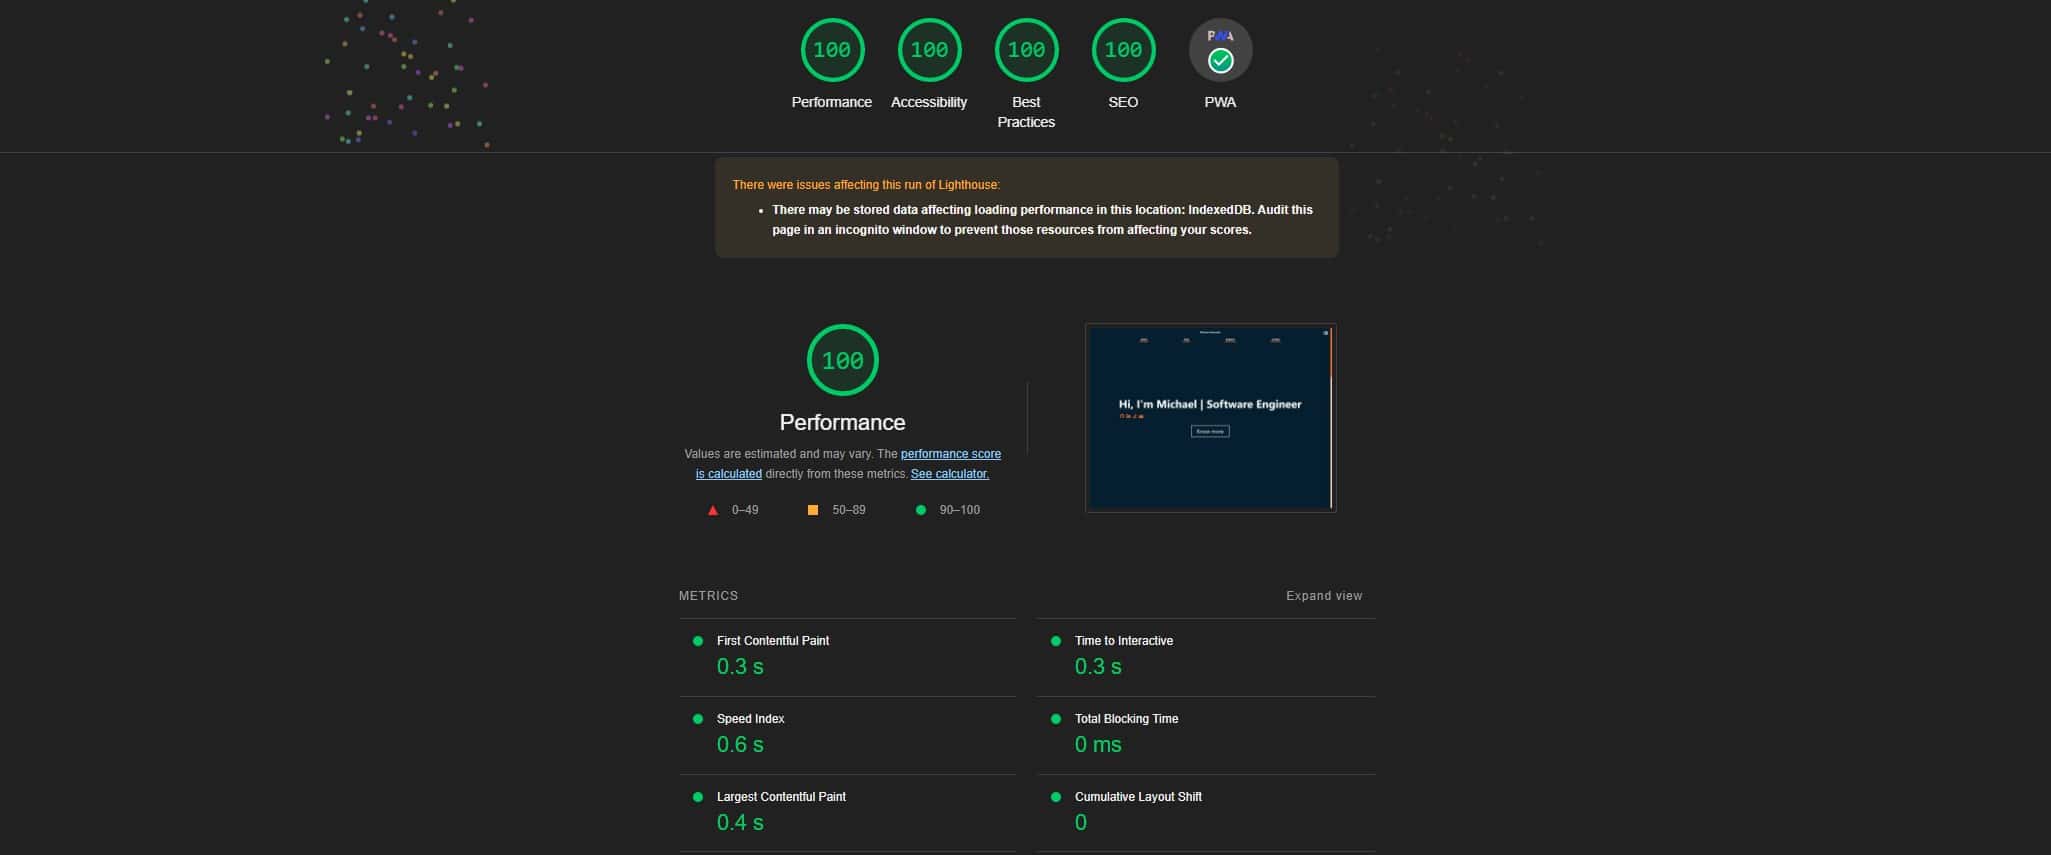 100 100 100 100 PWA
Performance Accessibility Best Practices SEO PWA
There were issues affecting this run of Lighthouse:
• There may be stored data affecting loading performance in this location: IndexedDB. Audit this
page in an incognito window to prevent those resources from affecting your scores.
100
Performance
Values are estimated and may vary. The performance score
is calculated directly from these metrics. See calculator.
0–49 50–89 90–100
Hi, I'm Michael | Software Engineer
Know more
METRICS Expand view
First Contentful Paint
0.3 s
Time to Interactive
0.3 s
Speed Index
0.6 s
Total Blocking Time
0 ms
Largest Contentful Paint
0.4 s
Cumulative Layout Shift
0